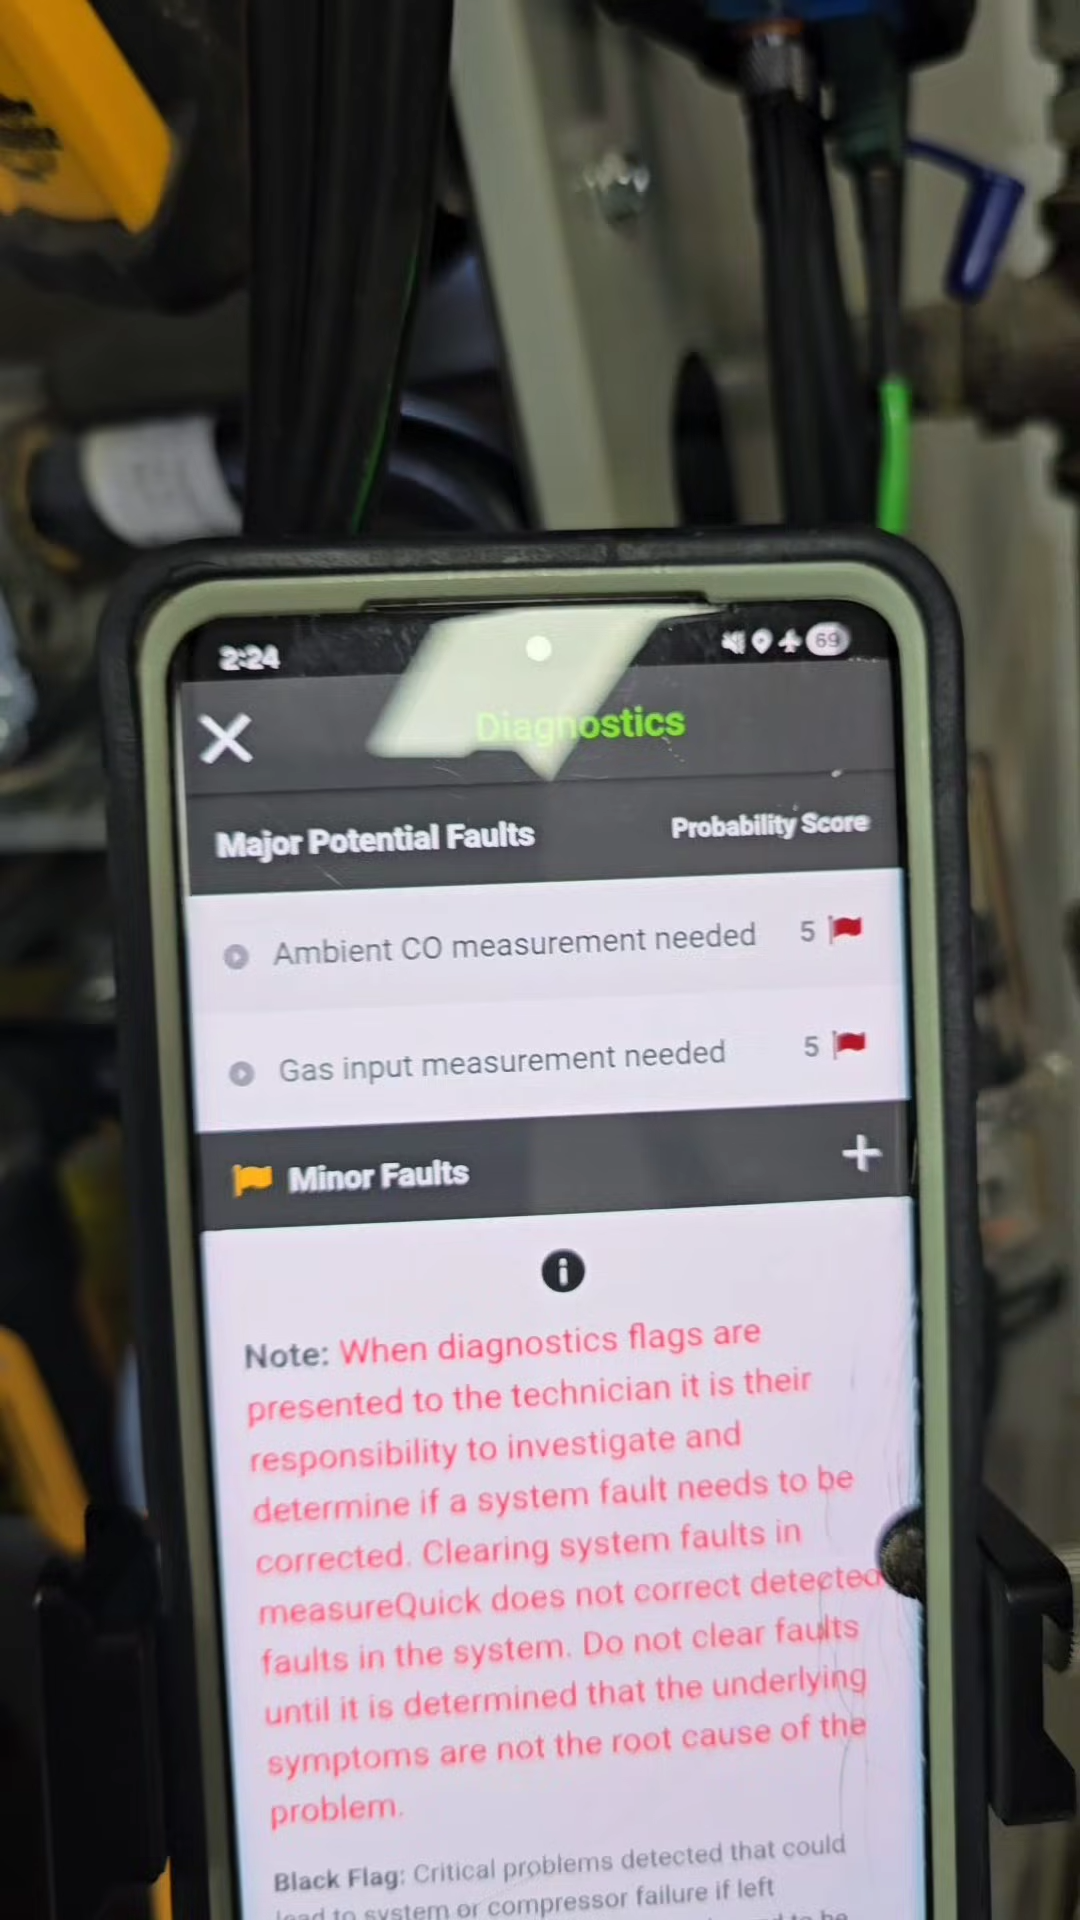 2:24
69
Diagnostics
Major Potential Faults Probability Score
Ambient CO measurement needed 5
Gas input measurement needed 5
Minor Faults
Note: When diagnostics flags are
presented to the technician it is their
responsibility to investigate and
determine if a system fault needs to be
corrected. Clearing system faults in
measureQuick does not correct detected
faults in the system. Do not clear faults
until it is determined that the underlying
symptoms are not the root cause of the
problem.
Black Flag: Critical problems detected that could
lead to system or compressor failure if left
to be